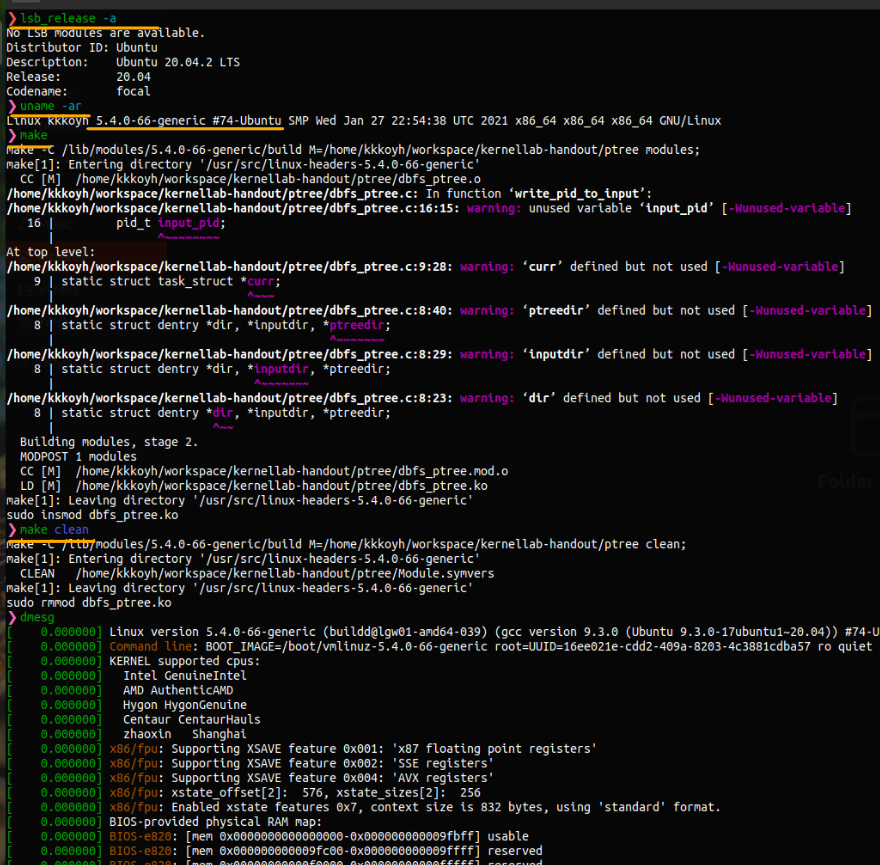 ❯ lsb_release -a
No LSB modules are available.
Distributor ID: Ubuntu
Description:    Ubuntu 20.04.2 LTS
Release:        20.04
Codename:       focal
❯ uname -ar
Linux kkkoyh 5.4.0-66-generic #74-Ubuntu SMP Wed Jan 27 22:54:38 UTC 2021 x86_64 x86_64 x86_64 GNU/Linux
❯ make
make -C /lib/modules/5.4.0-66-generic/build M=/home/kkkoyh/workspace/kernellab-handout/ptree modules;
make[1]: Entering directory '/usr/src/linux-headers-5.4.0-66-generic'
  CC [M]  /home/kkkoyh/workspace/kernellab-handout/ptree/dbfs_ptree.o
/home/kkkoyh/workspace/kernellab-handout/ptree/dbfs_ptree.c: In function ‘write_pid_to_input’:
/home/kkkoyh/workspace/kernellab-handout/ptree/dbfs_ptree.c:16:15: warning: unused variable ‘input_pid’ [-Wunused-variable]
   16 |         pid_t input_pid;
      |               ^~~~~~~~~
At top level:
/home/kkkoyh/workspace/kernellab-handout/ptree/dbfs_ptree.c:9:28: warning: ‘curr’ defined but not used [-Wunused-variable]
    9 | static struct task_struct *curr;
      |                            ^~~~
/home/kkkoyh/workspace/kernellab-handout/ptree/dbfs_ptree.c:8:40: warning: ‘ptreedir’ defined but not used [-Wunused-variable]
    8 | static struct dentry *dir, *inputdir, *ptreedir;
      |                                        ^~~~~~~~
/home/kkkoyh/workspace/kernellab-handout/ptree/dbfs_ptree.c:8:29: warning: ‘inputdir’ defined but not used [-Wunused-variable]
    8 | static struct dentry *dir, *inputdir, *ptreedir;
      |                             ^~~~~~~~
/home/kkkoyh/workspace/kernellab-handout/ptree/dbfs_ptree.c:8:23: warning: ‘dir’ defined but not used [-Wunused-variable]
    8 | static struct dentry *dir, *inputdir, *ptreedir;
      |                       ^~~
  Building modules, stage 2.
  MODPOST 1 modules
  CC [M]  /home/kkkoyh/workspace/kernellab-handout/ptree/dbfs_ptree.mod.o
  LD [M]  /home/kkkoyh/workspace/kernellab-handout/ptree/dbfs_ptree.ko
Folder
make[1]: Leaving directory '/usr/src/linux-headers-5.4.0-66-generic'
sudo insmod dbfs_ptree.ko
❯ make clean
make -C /lib/modules/5.4.0-66-generic/build M=/home/kkkoyh/workspace/kernellab-handout/ptree clean;
make[1]: Entering directory '/usr/src/linux-headers-5.4.0-66-generic'
  CLEAN   /home/kkkoyh/workspace/kernellab-handout/ptree/Module.symvers
make[1]: Leaving directory '/usr/src/linux-headers-5.4.0-66-generic'
sudo rmmod dbfs_ptree.ko
❯ dmesg
[    0.000000] Linux version 5.4.0-66-generic (buildd@lgw01-amd64-039) (gcc version 9.3.0 (Ubuntu 9.3.0-17ubuntu1~20.04)) #74-U
[    0.000000] Command line: BOOT_IMAGE=/boot/vmlinuz-5.4.0-66-generic root=UUID=16ee021e-cdd2-409a-8203-4c3881cdba57 ro quiet
[    0.000000] KERNEL supported cpus:
[    0.000000]   Intel GenuineIntel
[    0.000000]   AMD AuthenticAMD
[    0.000000]   Hygon HygonGenuine
[    0.000000]   Centaur CentaurHauls
[    0.000000]   zhaoxin   Shanghai
[    0.000000] x86/fpu: Supporting XSAVE feature 0x001: 'x87 floating point registers'
[    0.000000] x86/fpu: Supporting XSAVE feature 0x002: 'SSE registers'
[    0.000000] x86/fpu: Supporting XSAVE feature 0x004: 'AVX registers'
[    0.000000] x86/fpu: xstate_offset[2]:  576, xstate_sizes[2]:  256
[    0.000000] x86/fpu: Enabled xstate features 0x7, context size is 832 bytes, using 'standard' format.
[    0.000000] BIOS-provided physical RAM map:
[    0.000000] BIOS-e820: [mem 0x0000000000000000-0x000000000009fbff] usable
[    0.000000] BIOS-e820: [mem 0x000000000009fc00-0x000000000009ffff] reserved
[    0.000000] BIOS-e820: [mem 0x00000000000f0000-0x00000000000fffff] reserved